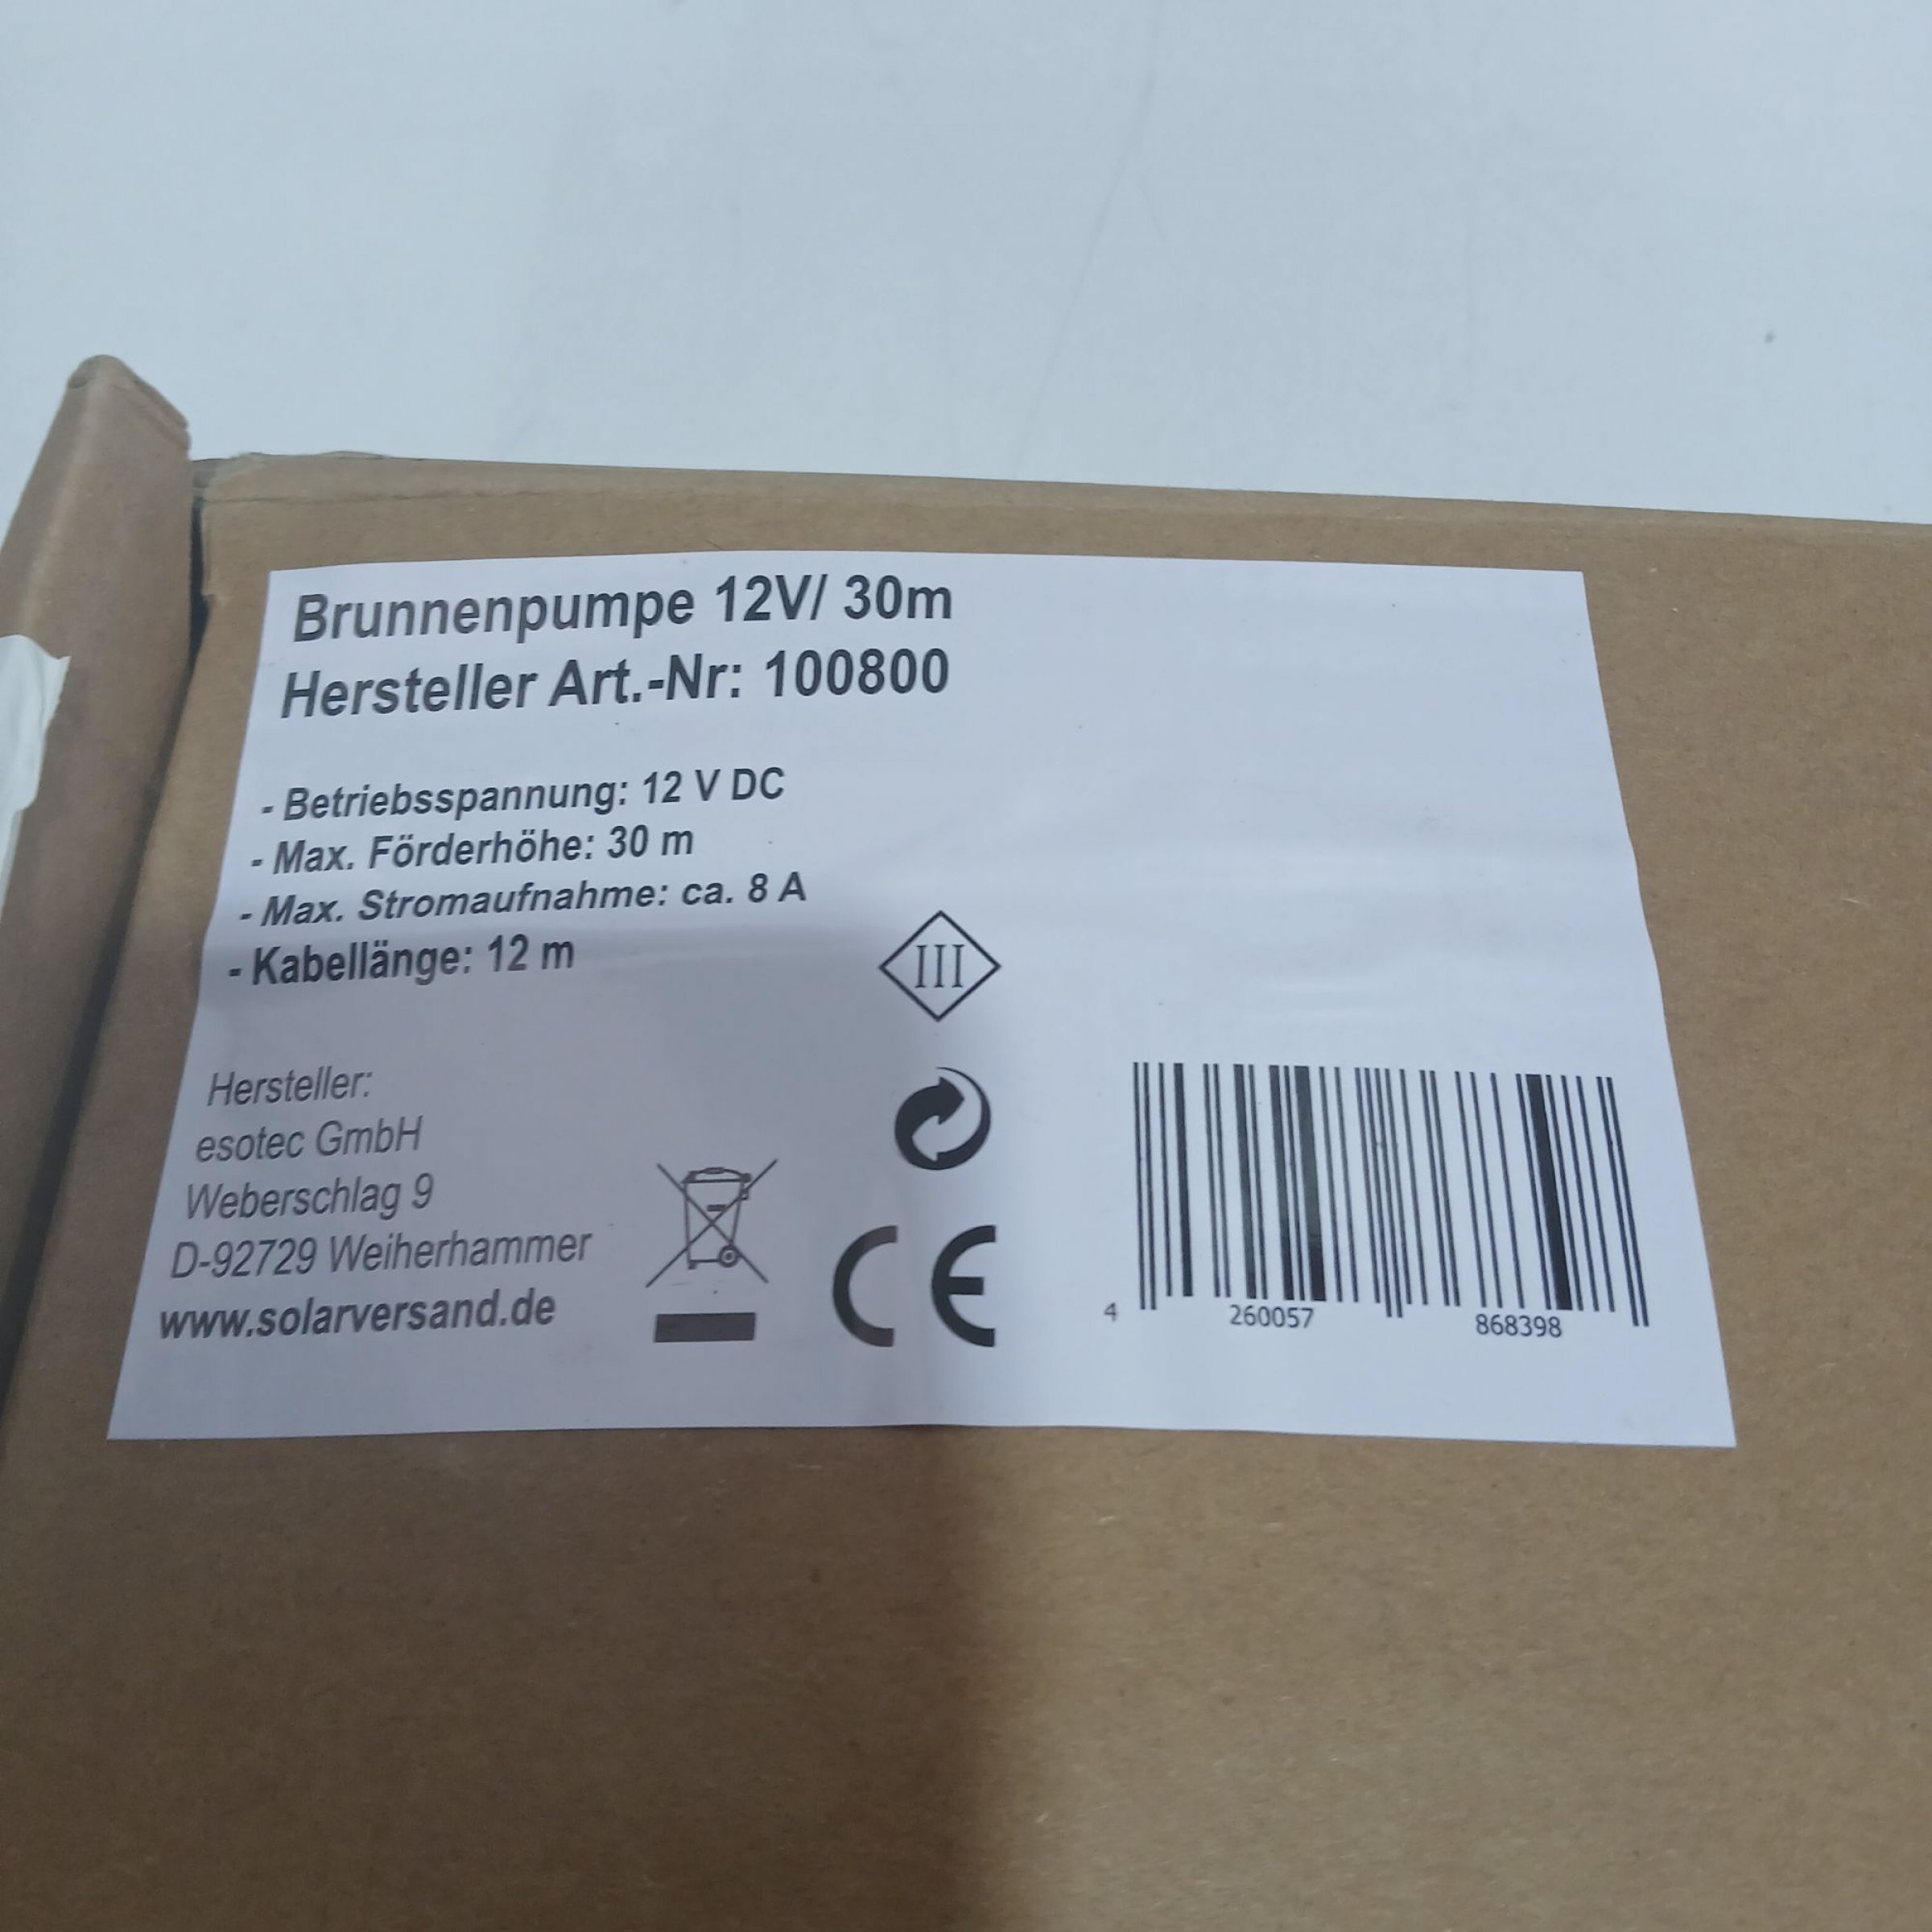 Brunnenpumpe 12V/ 30m
Hersteller Art.-Nr: 100800
- Betriebsspannung: 12 V DC
- Max. Förderhöhe: 30 m
- Max. Stromaufnahme: ca. 8 A
- Kabellänge: 12 m
III
Hersteller:
esotec GmbH
Weberschlag 9
D-92729 Weiherhammer
www.solarversand.de
CE
4 260057 868398